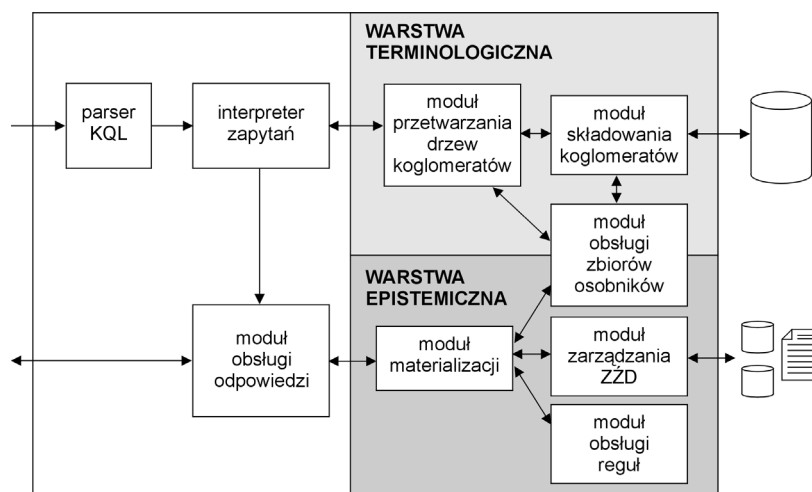 WARSTWA
TERMINOLOGICZNA
parser
KQL
interpreter
zapytań
moduł
przetwarzania
drzew
koglomeratów
moduł
składowania
koglomeratów
moduł
obsługi
zbiorów
osobników
WARSTWA
EPISTEMICZNA
moduł
obsługi
odpowiedzi
moduł
materializacji
moduł
zarządzania
ZŹD
moduł
obsługi
reguł